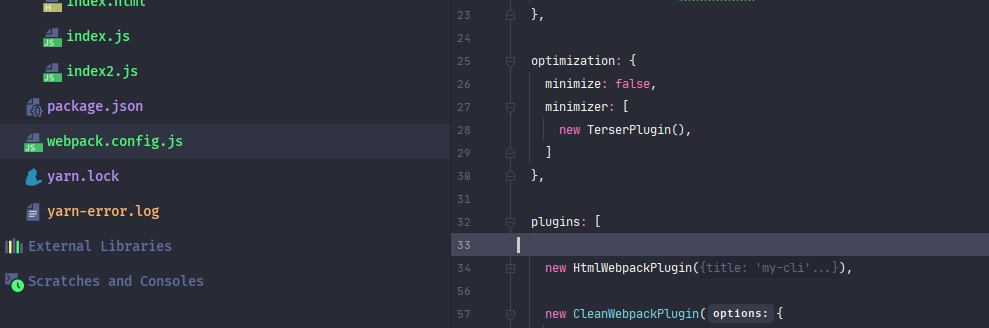 index.html
index.js
index2.js
package.json
webpack.config.js
yarn.lock
yarn-error.log
External Libraries
Scratches and Consoles
23 },
24
25 optimization: {
26 minimize: false,
27 minimizer: [
28 new TerserPlugin(),
29 ]
30 },
31
32 plugins: [
33
34 new HtmlWebpackPlugin({title: 'my-cli'...}),
56
57 new CleanWebpackPlugin( options: {